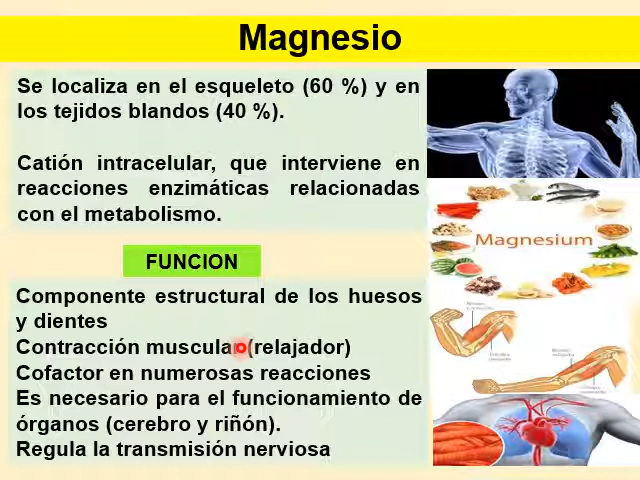 Magnesio
Se localiza en el esqueleto (60 %) y en
los tejidos blandos (40 %).
Catión intracelular, que interviene en
reacciones enzimáticas relacionadas
con el metabolismo.
FUNCION
Componente estructural de los huesos
y dientes
Contracción muscular (relajador)
Cofactor en numerosas reacciones
Es necesario para el funcionamiento de
órganos (cerebro y riñón).
Regula la transmisión nerviosa
Magnesium